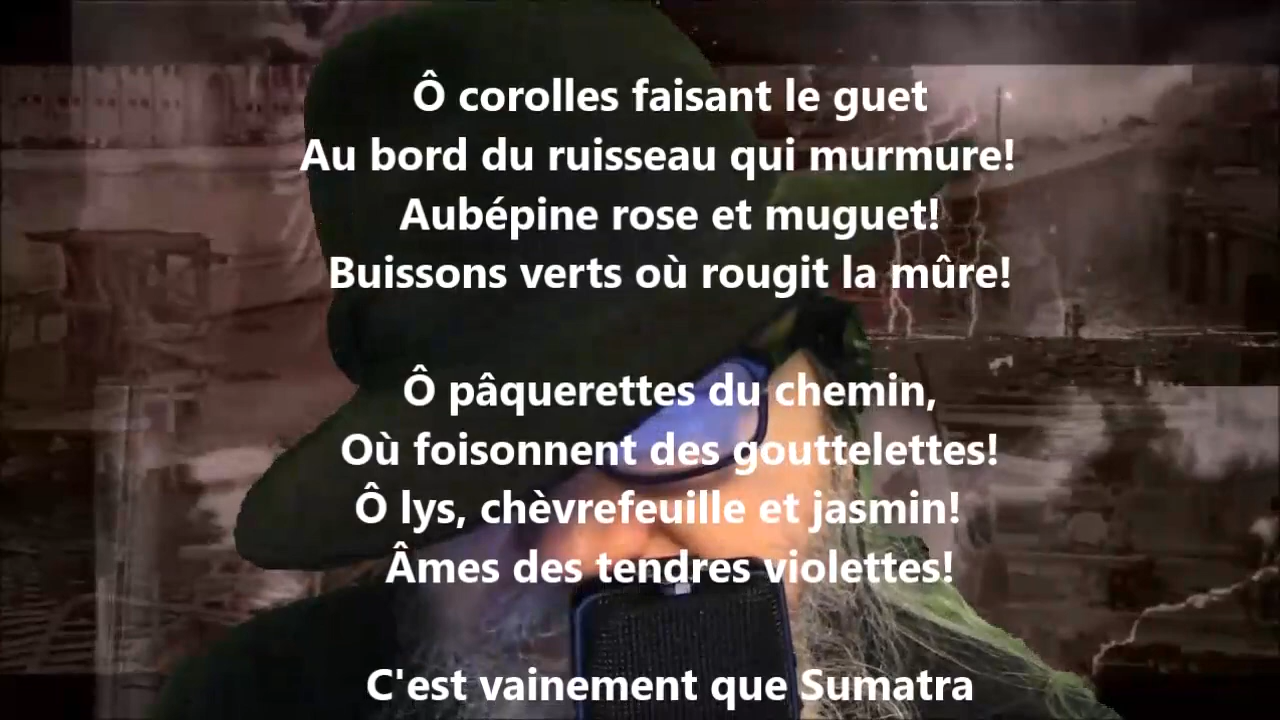 Ô corolles faisant le guet
Au bord du ruisseau qui murmure!
Aubépine rose et muguet!
Buissons verts où rougit la mûre!
Ô pâquerettes du chemin,
Où foisonnent des gouttelettes!
Ô lys, chèvrefeuille et jasmin!
Âmes des tendres violettes!
C'est vainement que Sumatra